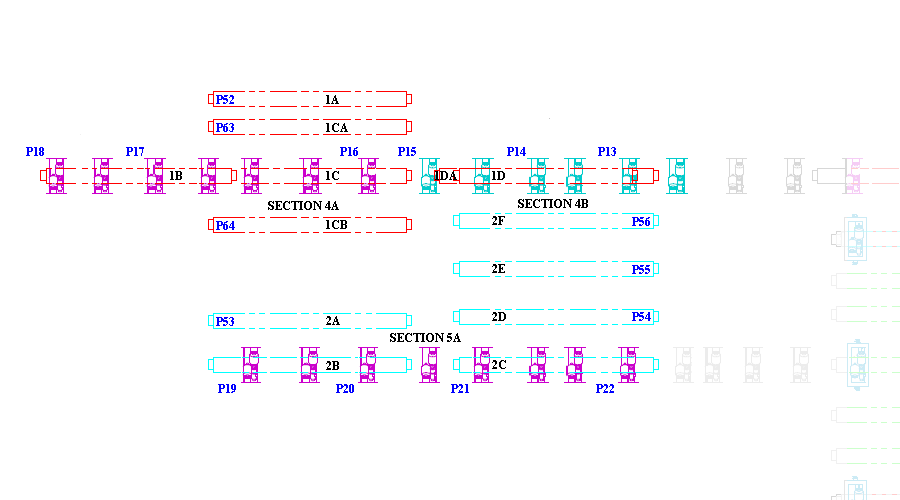 P52 1A
P63 1CA
P18 P17 P16 P15 P14 P13
1B 1C 1DA 1D
SECTION 4A SECTION 4B
P64 1CB 2F P56
2E P55
P53 2A 2D P54
SECTION 5A
2B 2C
P19 P20 P21 P22